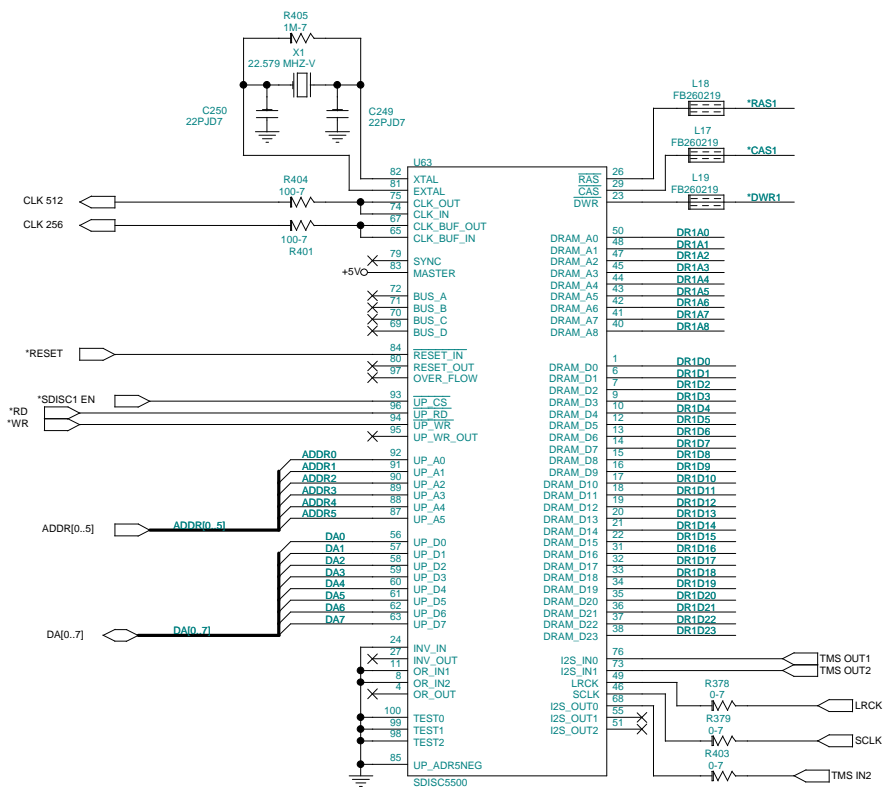 R405
1M-7
X1
22.579 MHZ-V
C250
22PJD7
C249
22PJD7
L18
FB260219
*RAS1
L17
FB260219
*CAS1
L19
FB260219
*DWR1
U63
82 XTAL
81 EXTAL
75 CLK_OUT
74 CLK_IN
67 CLK_BUF_OUT
65 CLK_BUF_IN
79 SYNC
83 MASTER
72 BUS_A
71 BUS_B
70 BUS_C
69 BUS_D
84 RESET_IN
80 RESET_OUT
97 OVER_FLOW
93 UP_CS
96 UP_RD
94 UP_WR
95 UP_WR_OUT
92 UP_A0
91 UP_A1
90 UP_A2
89 UP_A3
88 UP_A4
87 UP_A5
56 UP_D0
57 UP_D1
58 UP_D2
59 UP_D3
60 UP_D4
61 UP_D5
62 UP_D6
63 UP_D7
24 INV_IN
27 INV_OUT
11 OR_IN1
8 OR_IN2
4 OR_OUT
100 TEST0
99 TEST1
98 TEST2
85 UP_ADR5NEG
SDISC5500
CLK 512
R404
100-7
CLK 256
100-7
R401
+5V
*RESET
*SDISC1 EN
*RD
*WR
ADDR0
ADDR1
ADDR2
ADDR3
ADDR4
ADDR5
ADDR[0..5]
ADDR[0..5]
DA0
DA1
DA2
DA3
DA4
DA5
DA6
DA7
DA[0..7]
DA[0..7]
RAS 26
CAS 29
DWR 23
DRAM_A0 50 DR1A0
DRAM_A1 48 DR1A1
DRAM_A2 47 DR1A2
DRAM_A3 45 DR1A3
DRAM_A4 44 DR1A4
DRAM_A5 43 DR1A5
DRAM_A6 42 DR1A6
DRAM_A7 41 DR1A7
DRAM_A8 40 DR1A8
DRAM_D0 1 DR1D0
DRAM_D1 6 DR1D1
DRAM_D2 7 DR1D2
DRAM_D3 9 DR1D3
DRAM_D4 10 DR1D4
DRAM_D5 12 DR1D5
DRAM_D6 13 DR1D6
DRAM_D7 14 DR1D7
DRAM_D8 15 DR1D8
DRAM_D9 16 DR1D9
DRAM_D10 17 DR1D10
DRAM_D11 18 DR1D11
DRAM_D12 19 DR1D12
DRAM_D13 20 DR1D13
DRAM_D14 21 DR1D14
DRAM_D15 22 DR1D15
DRAM_D16 31 DR1D16
DRAM_D17 32 DR1D17
DRAM_D18 33 DR1D18
DRAM_D19 34 DR1D19
DRAM_D20 35 DR1D20
DRAM_D21 36 DR1D21
DRAM_D22 37 DR1D22
DRAM_D23 38 DR1D23
I2S_IN0 76 TMS OUT1
I2S_IN1 73 TMS OUT2
LRCK 49
SCLK 46
I2S_OUT0 68
I2S_OUT1 55
I2S_OUT2 51
R378
0-7
LRCK
R379
0-7
SCLK
R403
0-7
TMS IN2